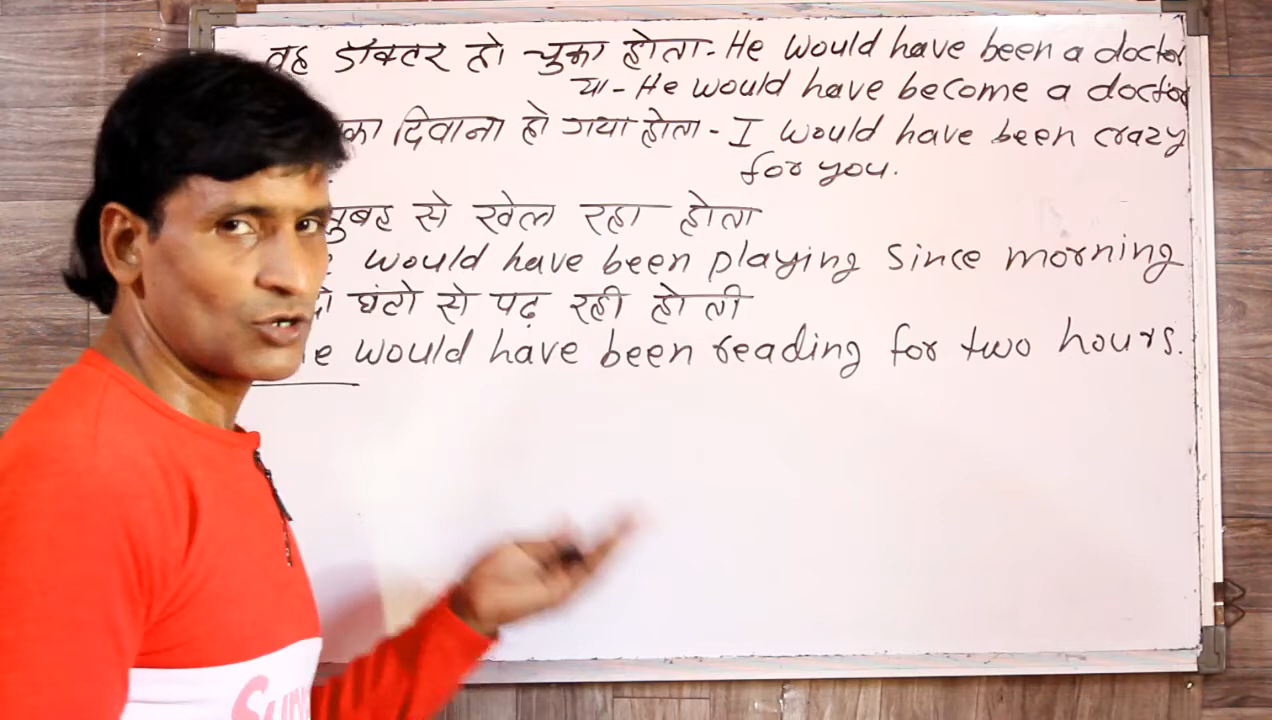 वह डॉक्टर हो चुका होता - He would have been a doctor
या - He would have become a doctor
का दिवाना हो गया होता - I would have been crazy
for you.
सुबह से खेल रहा होता
would have been playing since morning
घंटो से पढ़ रही होती
would have been reading for two hours.